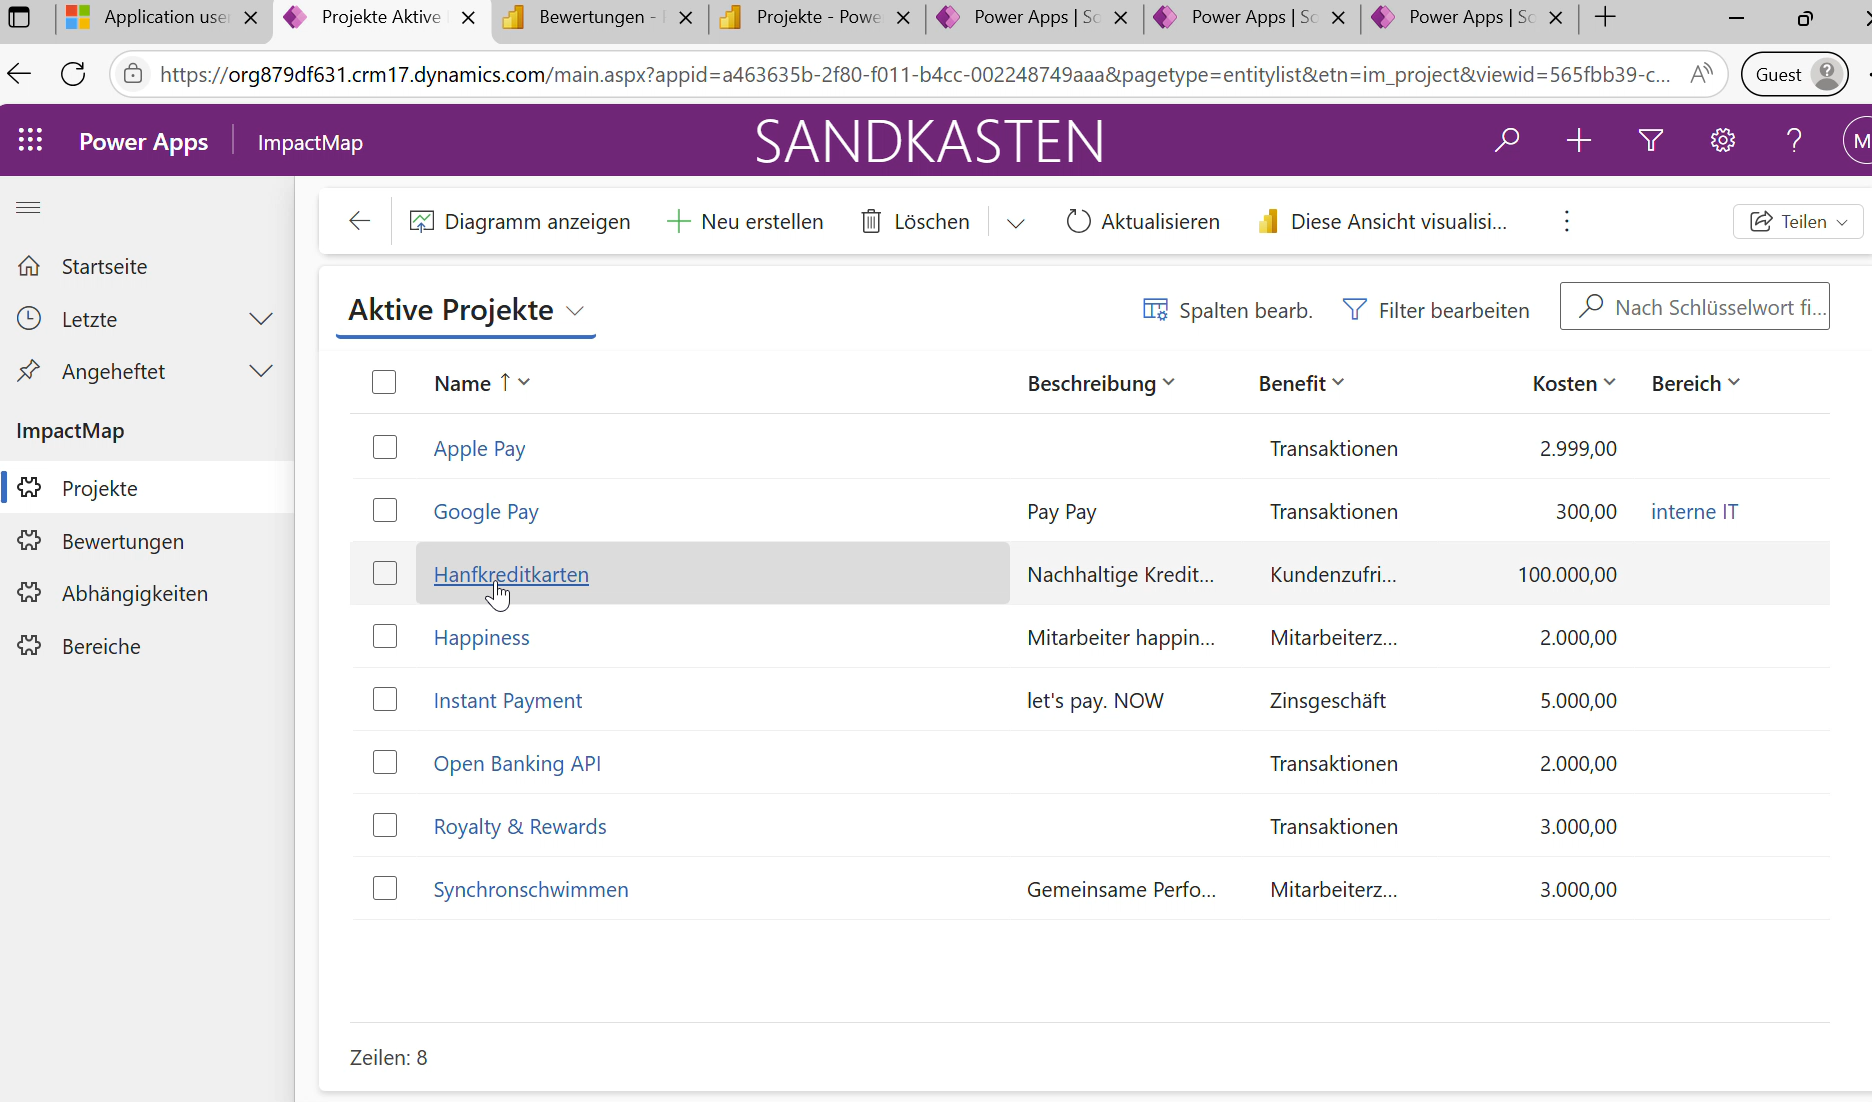 Application use
Projekte Aktive
Bewertungen -
Projekte - Powe
Power Apps | Sc
Power Apps | Sc
Power Apps | Sc
https://org879df631.crm17.dynamics.com/main.aspx?appid=a463635b-2f80-f011-b4cc-002248749aaa&pagetype=entitylist&etn=im_project&viewid=565fbb39-c...
Guest
Power Apps
ImpactMap
SANDKASTEN
M
Diagramm anzeigen
Neu erstellen
Löschen
Aktualisieren
Diese Ansicht visualisi...
Teilen
Startseite
Letzte
Angeheftet
ImpactMap
Projekte
Bewertungen
Abhängigkeiten
Bereiche
Aktive Projekte
Spalten bearb.
Filter bearbeiten
Nach Schlüsselwort fi...
Name Beschreibung Benefit Kosten Bereich
Apple Pay Transaktionen 2.999,00
Google Pay Pay Pay Transaktionen 300,00 interne IT
Hanfkreditkarten Nachhaltige Kredit... Kundenzufri... 100.000,00
Happiness Mitarbeiter happin... Mitarbeiterz... 2.000,00
Instant Payment let's pay. NOW Zinsgeschäft 5.000,00
Open Banking API Transaktionen 2.000,00
Royalty & Rewards Transaktionen 3.000,00
Synchronschwimmen Gemeinsame Perfo... Mitarbeiterz... 3.000,00
Zeilen: 8